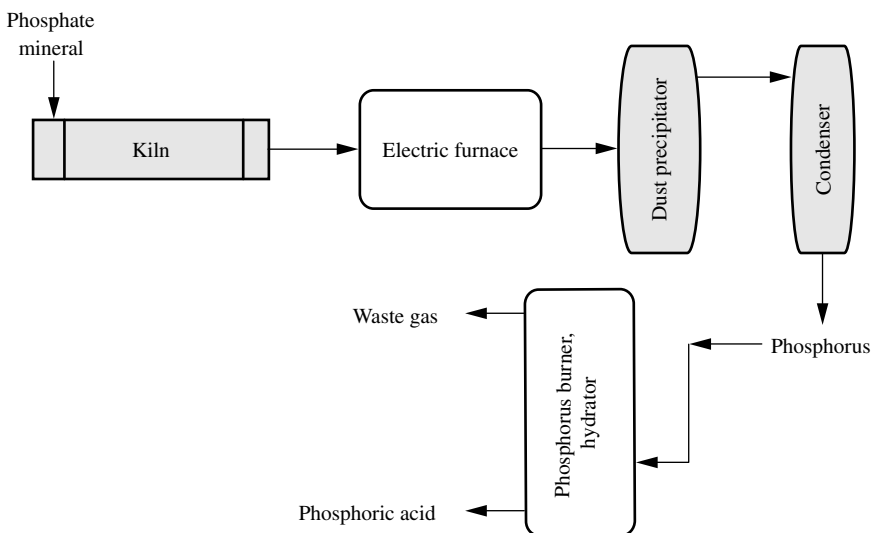 Phosphate
mineral
Kiln
Electric furnace
Dust precipitator
Condenser
Phosphorus
Waste gas
Phosphorus burner,
hydrator
Phosphoric acid